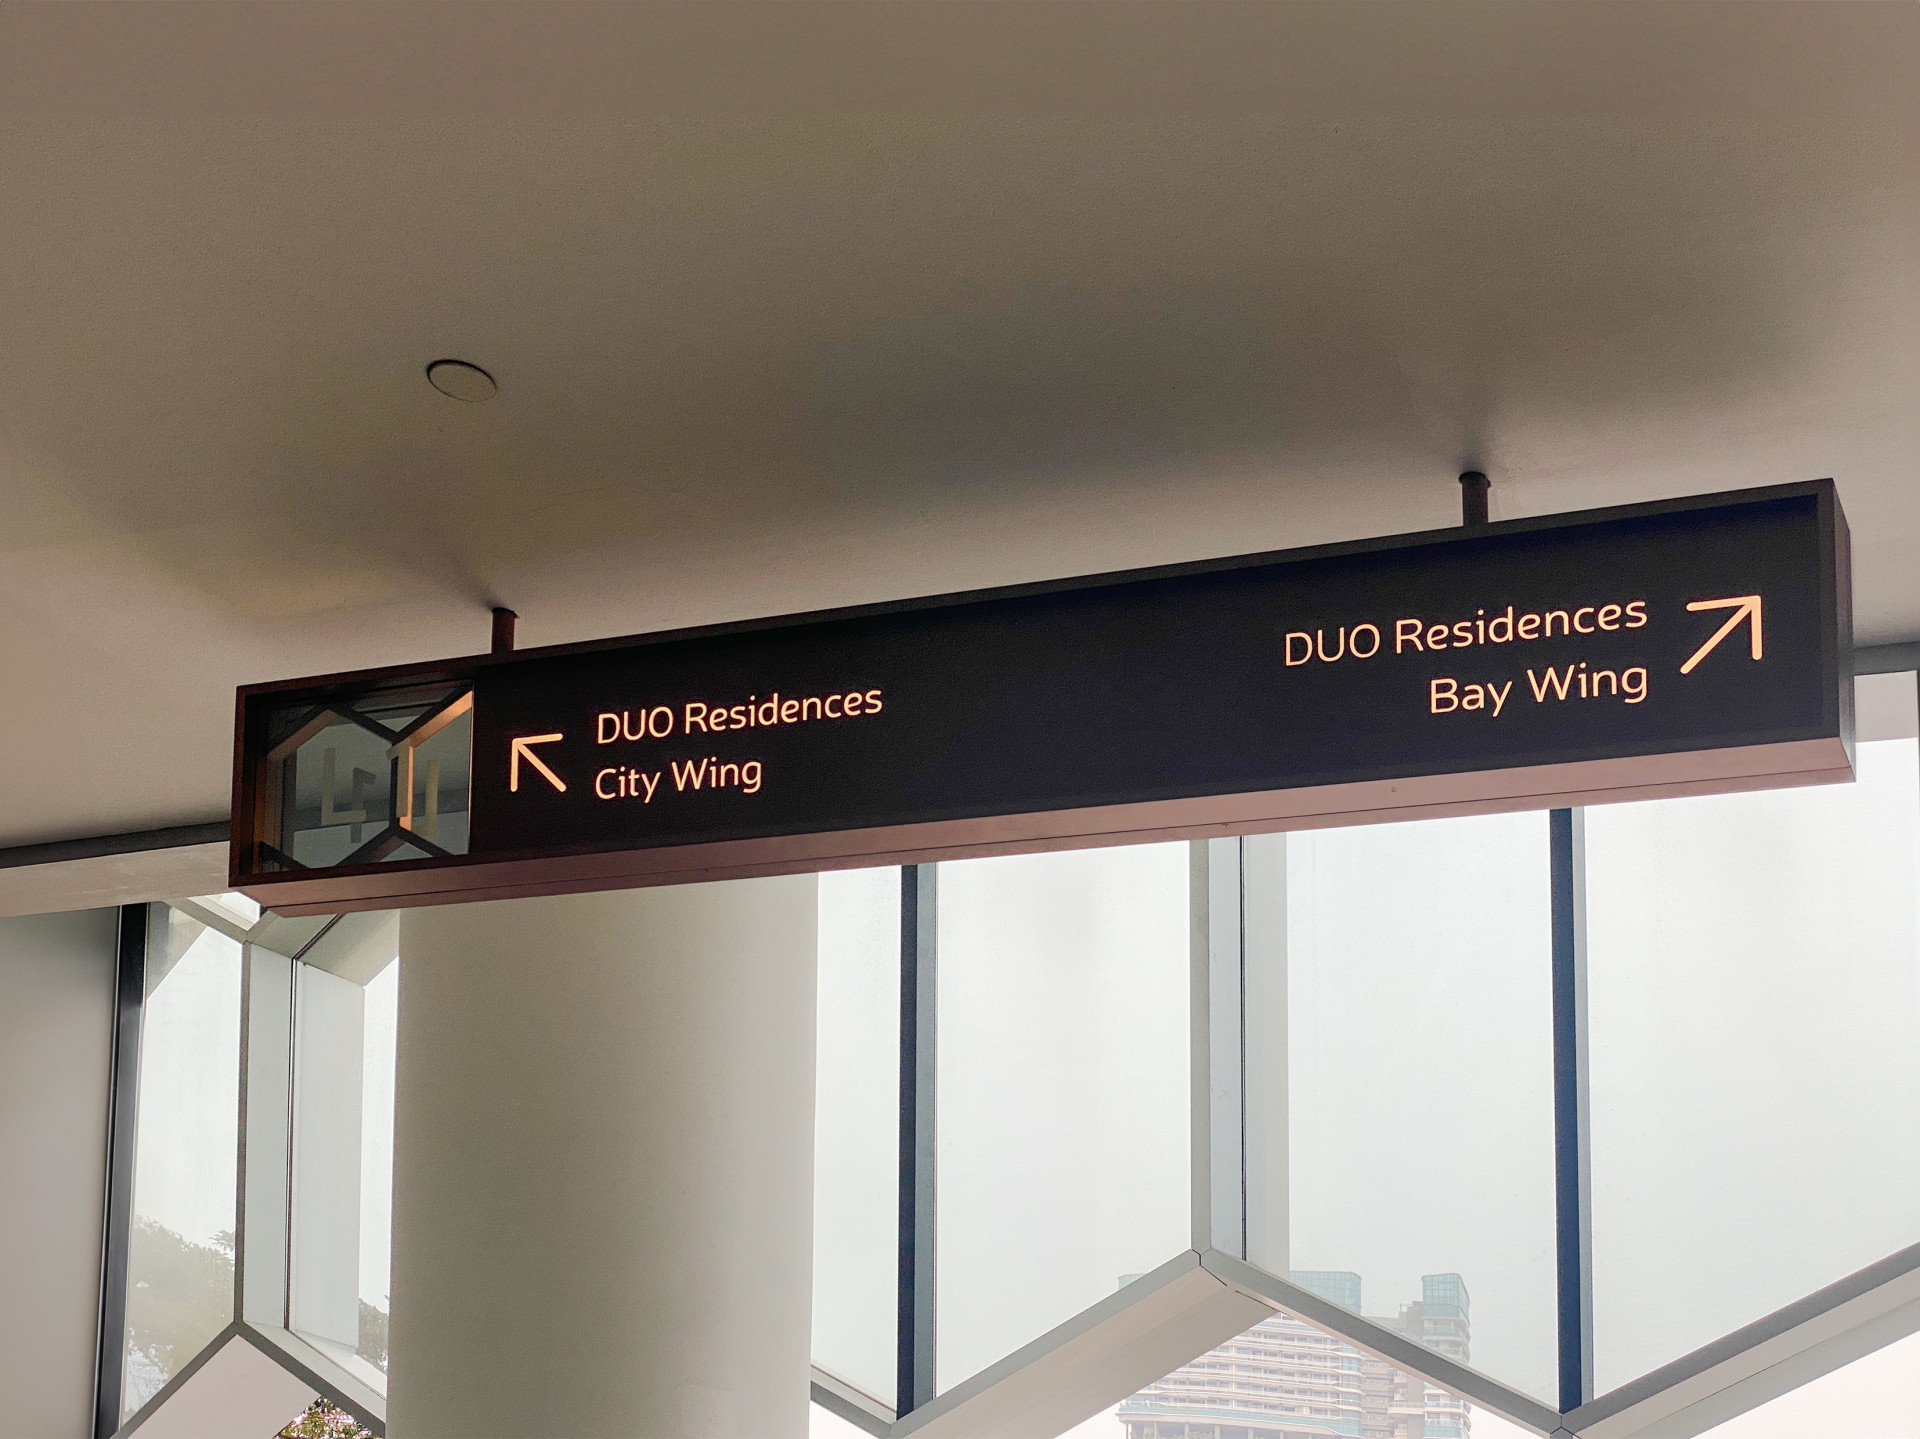 DUO Residences
City Wing
DUO Residences
Bay Wing